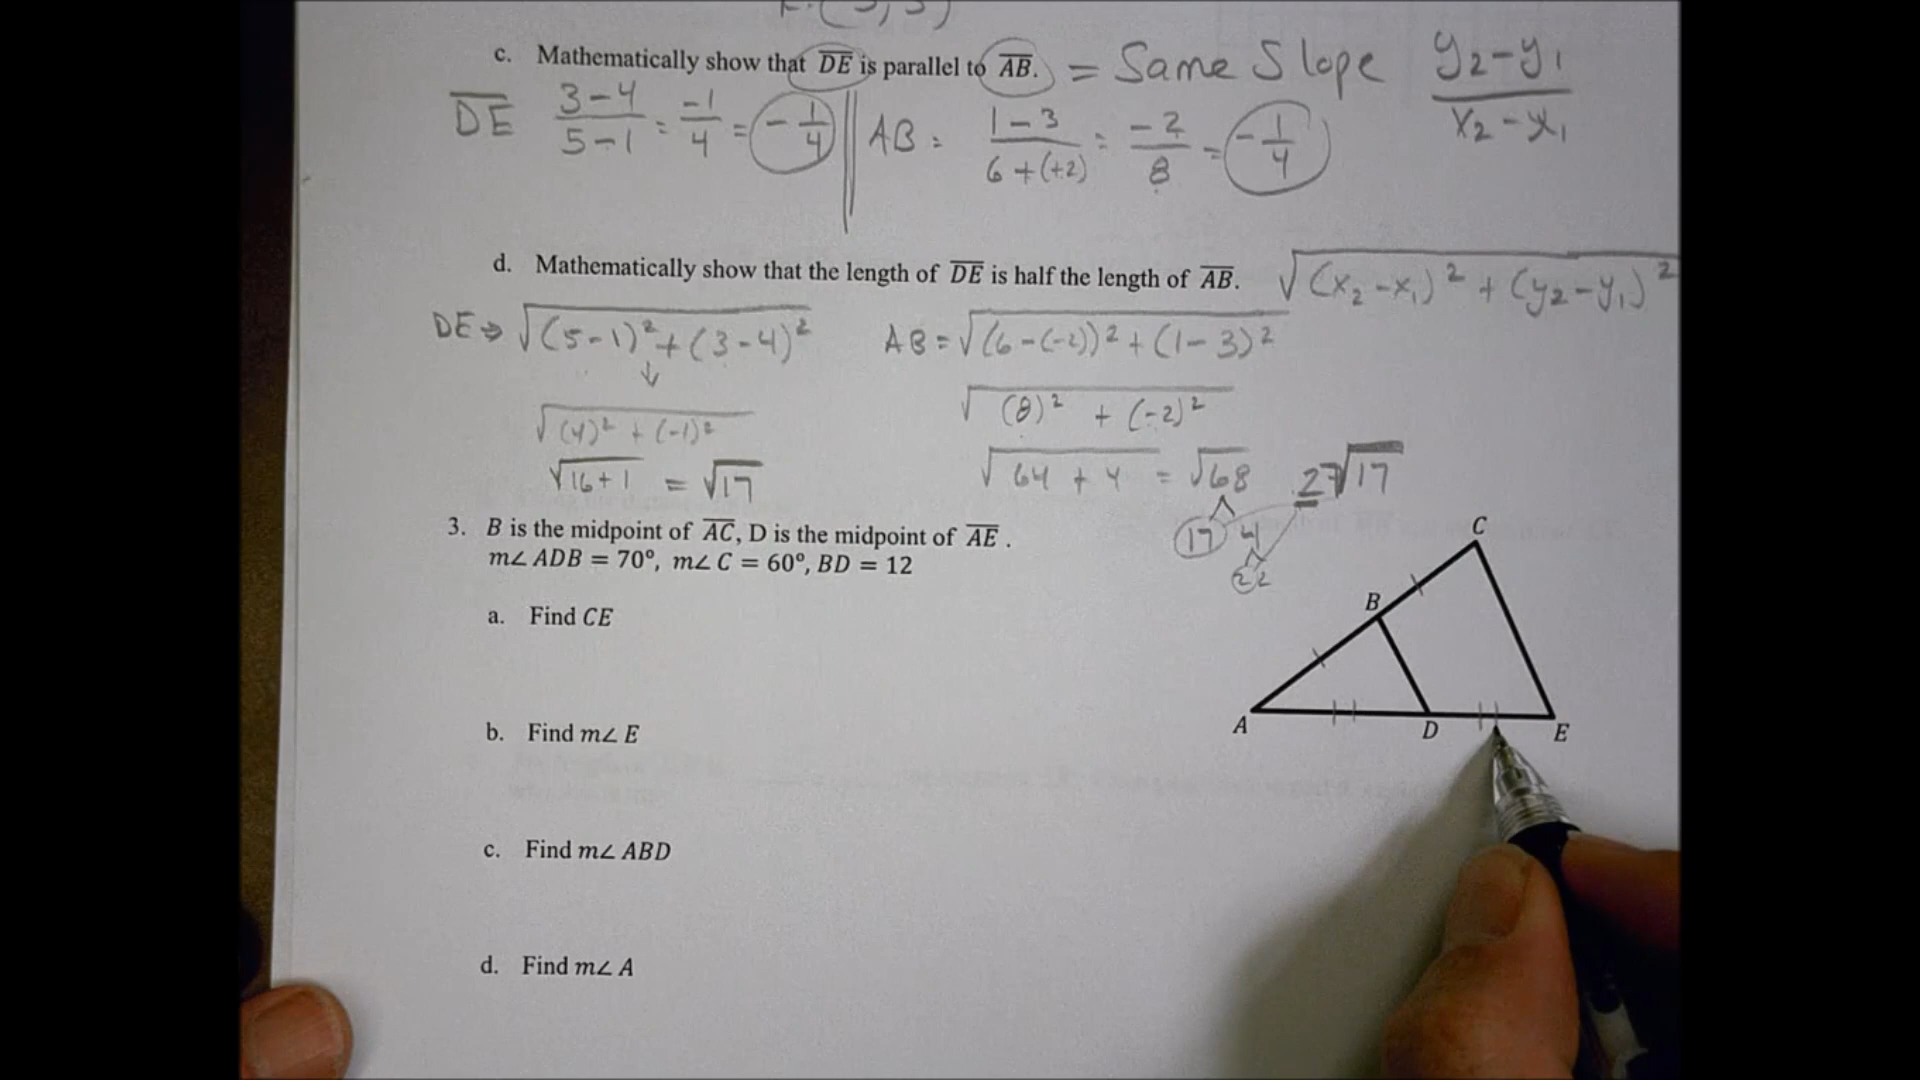 c. Mathematically show that DE is parallel to AB. = Same Slope y₂-y₁ / x₂-x₁
DE 3-4 / 5-1 = -1 / 4 = -1/4 || AB = 1-3 / 6+(+2) = -2 / 8 = -1/4
d. Mathematically show that the length of DE is half the length of AB. √(x₂-x₁)² + (y₂-y₁)²
DE ⇒ √(5-1)² + (3-4)² AB = √(6-(-2))² + (1-3)²
√(4)² + (-1)² √(8)² + (-2)²
√16+1 = √17 √64 + 4 = √68 2√17
17 4
22
3. B is the midpoint of AC, D is the midpoint of AE.
m∠ ADB = 70°, m∠ C = 60°, BD = 12
a. Find CE
b. Find m∠ E
c. Find m∠ ABD
d. Find m∠ A
C
B
A D E